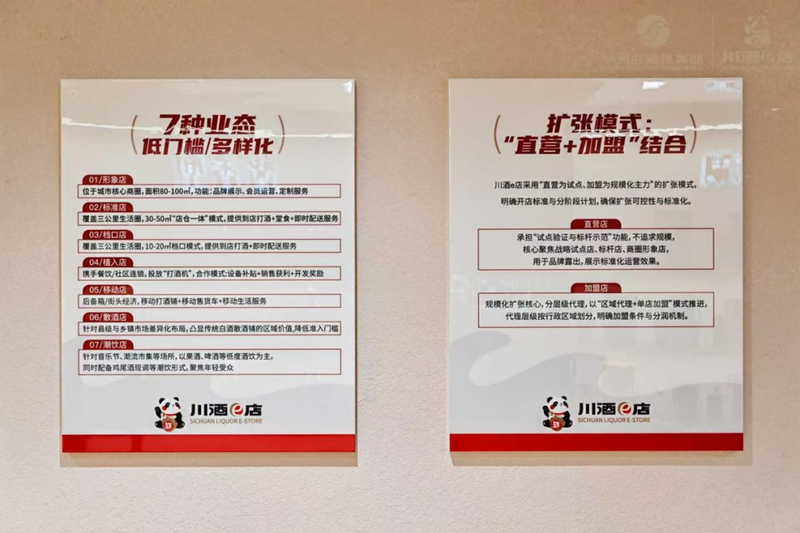 川酒e店
7种业态
低门槛/多样化
01/形象店
位于城市核心商圈,面积80-100㎡,功能:品牌展示、会员运营、定制服务
02/标准店
覆盖三公里生活圈,30-50㎡“店仓一体”模式,提供到店打酒+堂食+即时配送服务
03/档口店
覆盖三公里生活圈,10-20㎡档口模式,提供到店打酒+即时配送服务
04/植入店
携手餐饮/社区连锁,投放“打酒机”,合作模式:设备补贴+销售获利+开发奖励
05/移动店
后备箱/街头经济,移动打酒铺+移动售货车+移动生活服务
06/散酒店
针对县级与乡镇市场差异化布局,凸显传统白酒散酒铺的区域价值,降低准入门槛
07/潮饮店
针对音乐节、潮流市集等场所,以果酒、啤酒等低度酒饮为主,
同时配备鸡尾酒现调等潮饮形式,聚焦年轻受众
川酒e店
SICHUAN LIQUOR E-STORE
扩张模式:
“直营+加盟”结合
川酒e店采用“直营为试点、加盟为规模化主力”的扩张模式,
明确开店标准与分阶段计划,确保扩张可控性与标准化。
直营店
承担“试点验证与标杆示范”功能,不追求规模,
核心聚焦战略试点店、标杆店、商圈形象店,
用于品牌露出,展示标准化运营效果。
加盟店
规模化扩张核心,分层级代理,以“区域代理+单店加盟”模式推进,
代理层级按行政区域划分,明确加盟条件与分润机制。
川酒e店
SICHUAN LIQUOR E-STORE